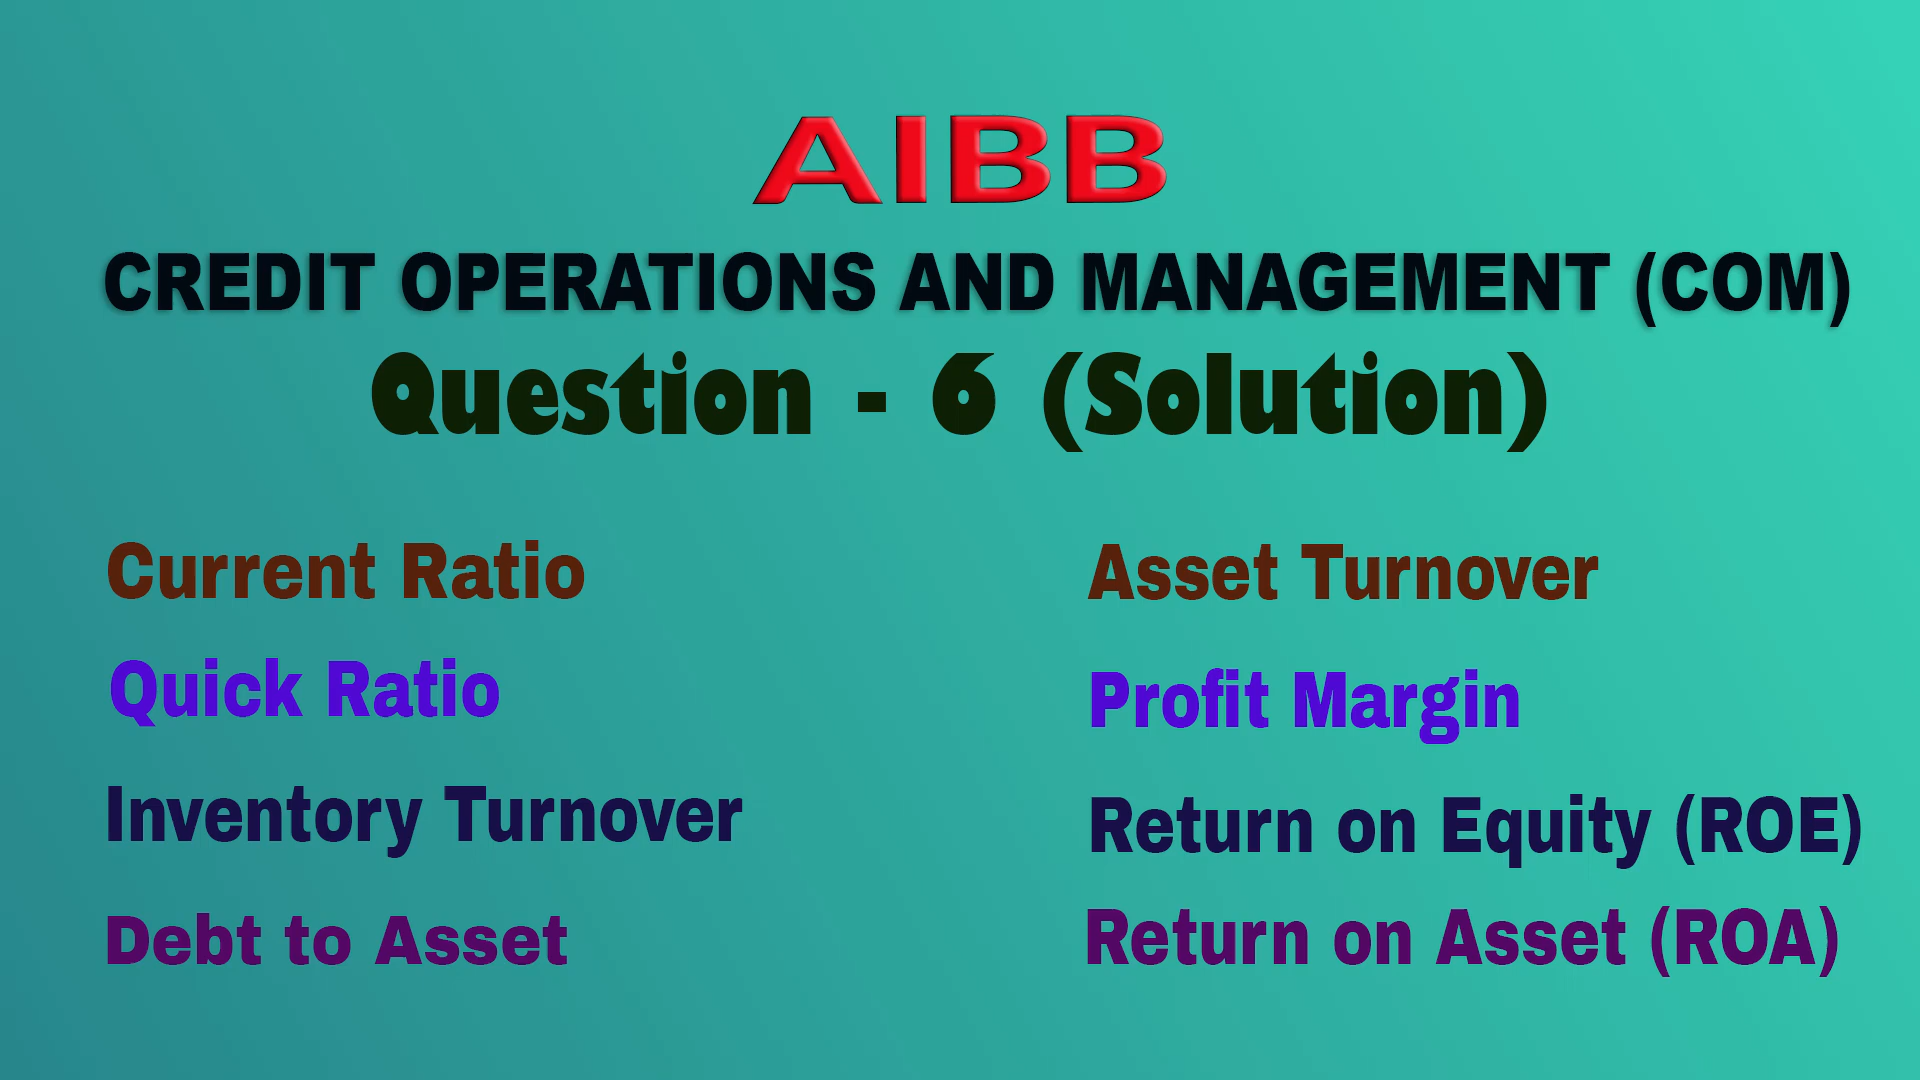 AIBB
CREDIT OPERATIONS AND MANAGEMENT (COM)
Question - 6 (Solution)
Current Ratio
Quick Ratio
Inventory Turnover
Debt to Asset
Asset Turnover
Profit Margin
Return on Equity (ROE)
Return on Asset (ROA)